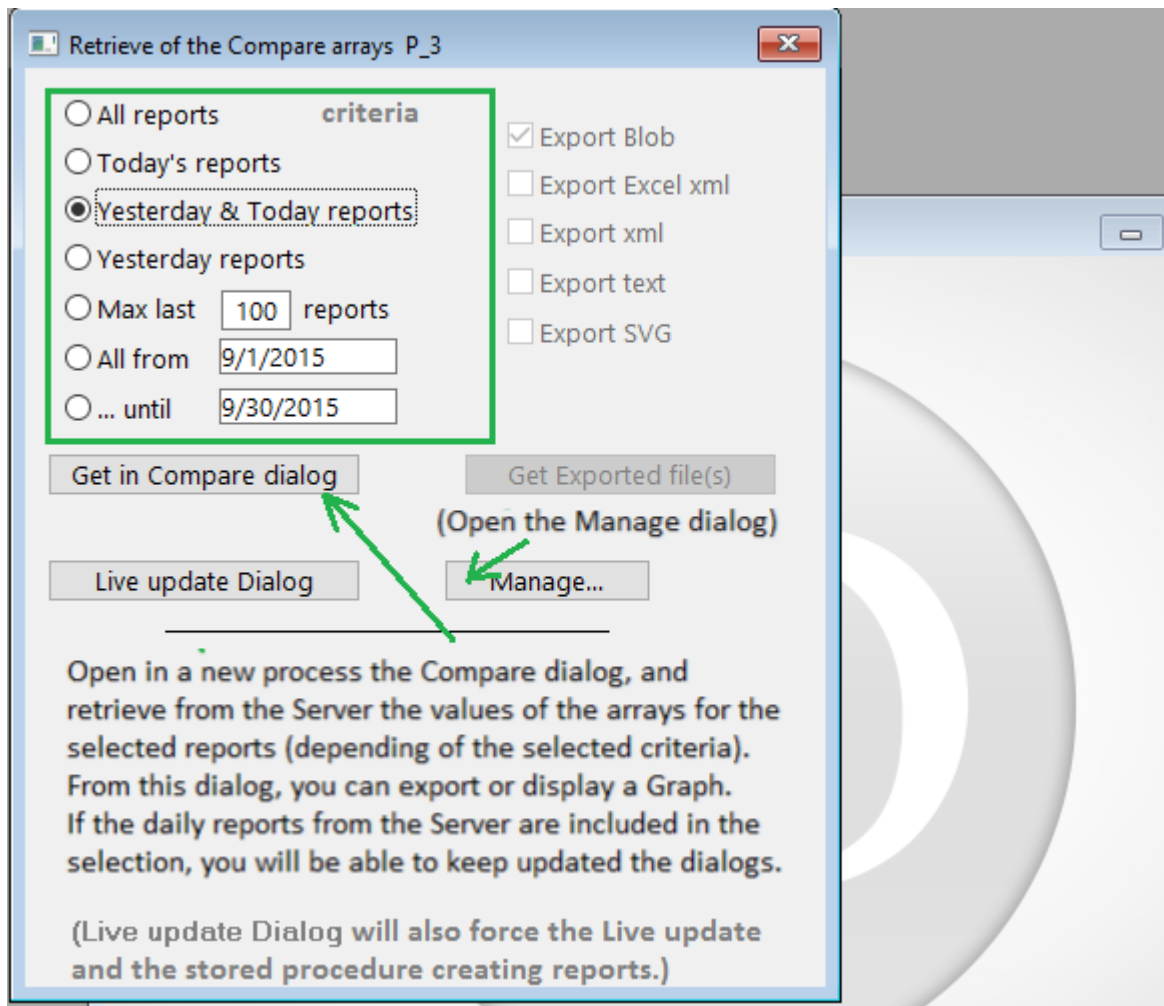 Retrieve of the Compare arrays P_3
All reports criteria
Today's reports
Yesterday & Today reports
Yesterday reports
Max last 100 reports
All from 9/1/2015
... until 9/30/2015
Export Blob
Export Excel xml
Export xml
Export text
Export SVG
Get in Compare dialog Get Exported file(s)
(Open the Manage dialog)
Live update Dialog Manage...
Open in a new process the Compare dialog, and
retrieve from the Server the values of the arrays for the
selected reports (depending of the selected criteria).
From this dialog, you can export or display a Graph.
If the daily reports from the Server are included in the
selection, you will be able to keep updated the dialogs.
(Live update Dialog will also force the Live update
and the stored procedure creating reports.)